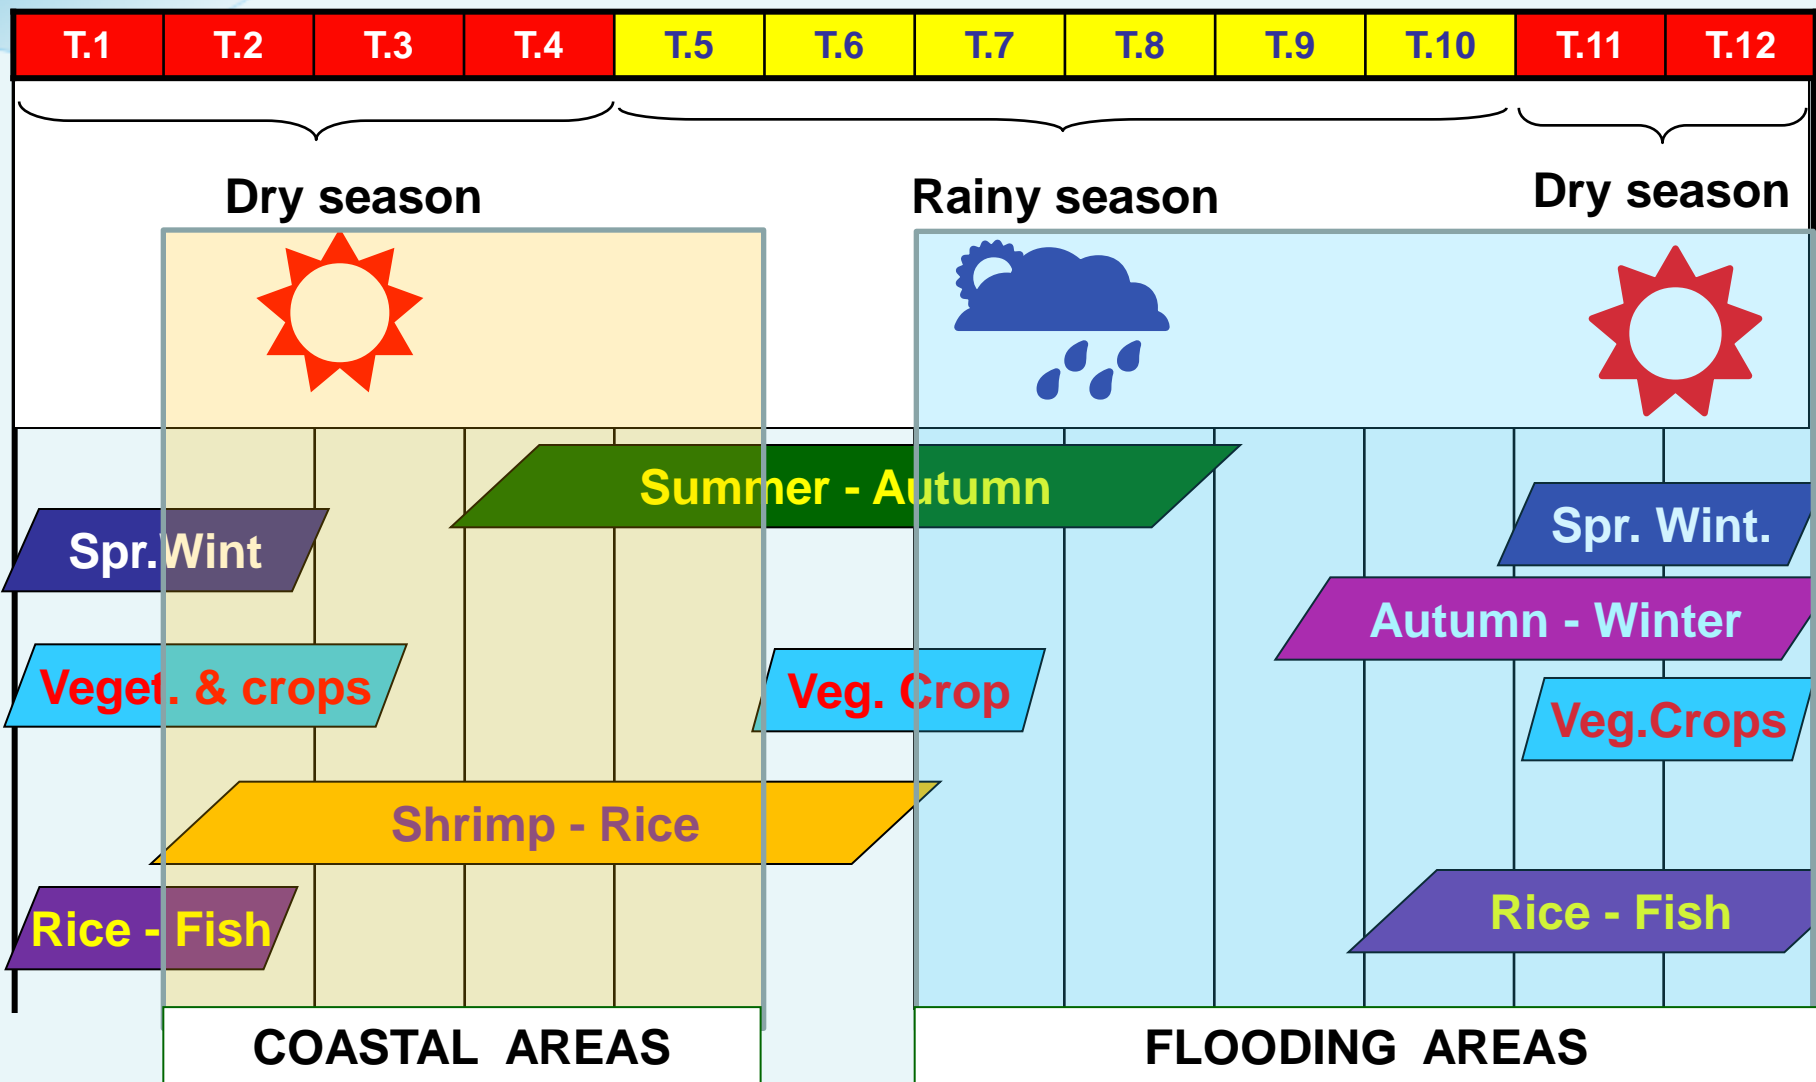 T.1 T.2 T.3 T.4 T.5 T.6 T.7 T.8 T.9 T.10 T.11 T.12
Dry season
Rainy season
Dry season
Summer - Autumn
Spr.Wint
Spr. Wint.
Autumn - Winter
Veget. & crops
Veg. Crop
Veg.Crops
Shrimp - Rice
Rice - Fish
Rice - Fish
COASTAL AREAS
FLOODING AREAS